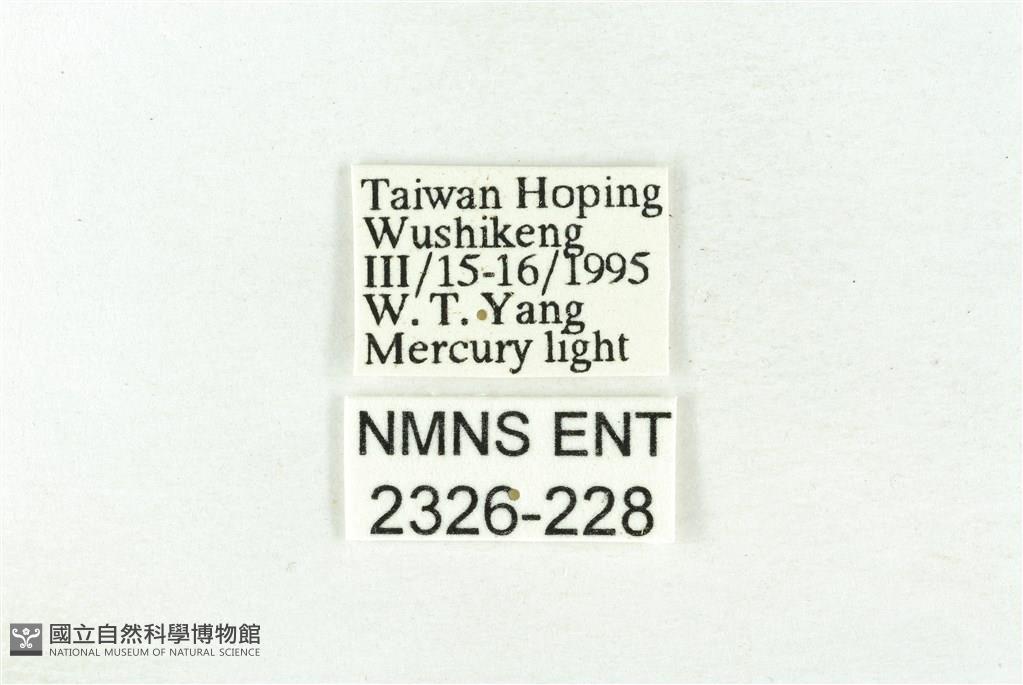 Taiwan Hoping
Wushikeng
III/15-16/1995
W. T. Yang
Mercury light
NMNS ENT
2326-228
國立自然科學博物館
NATIONAL MUSEUM OF NATURAL SCIENCE